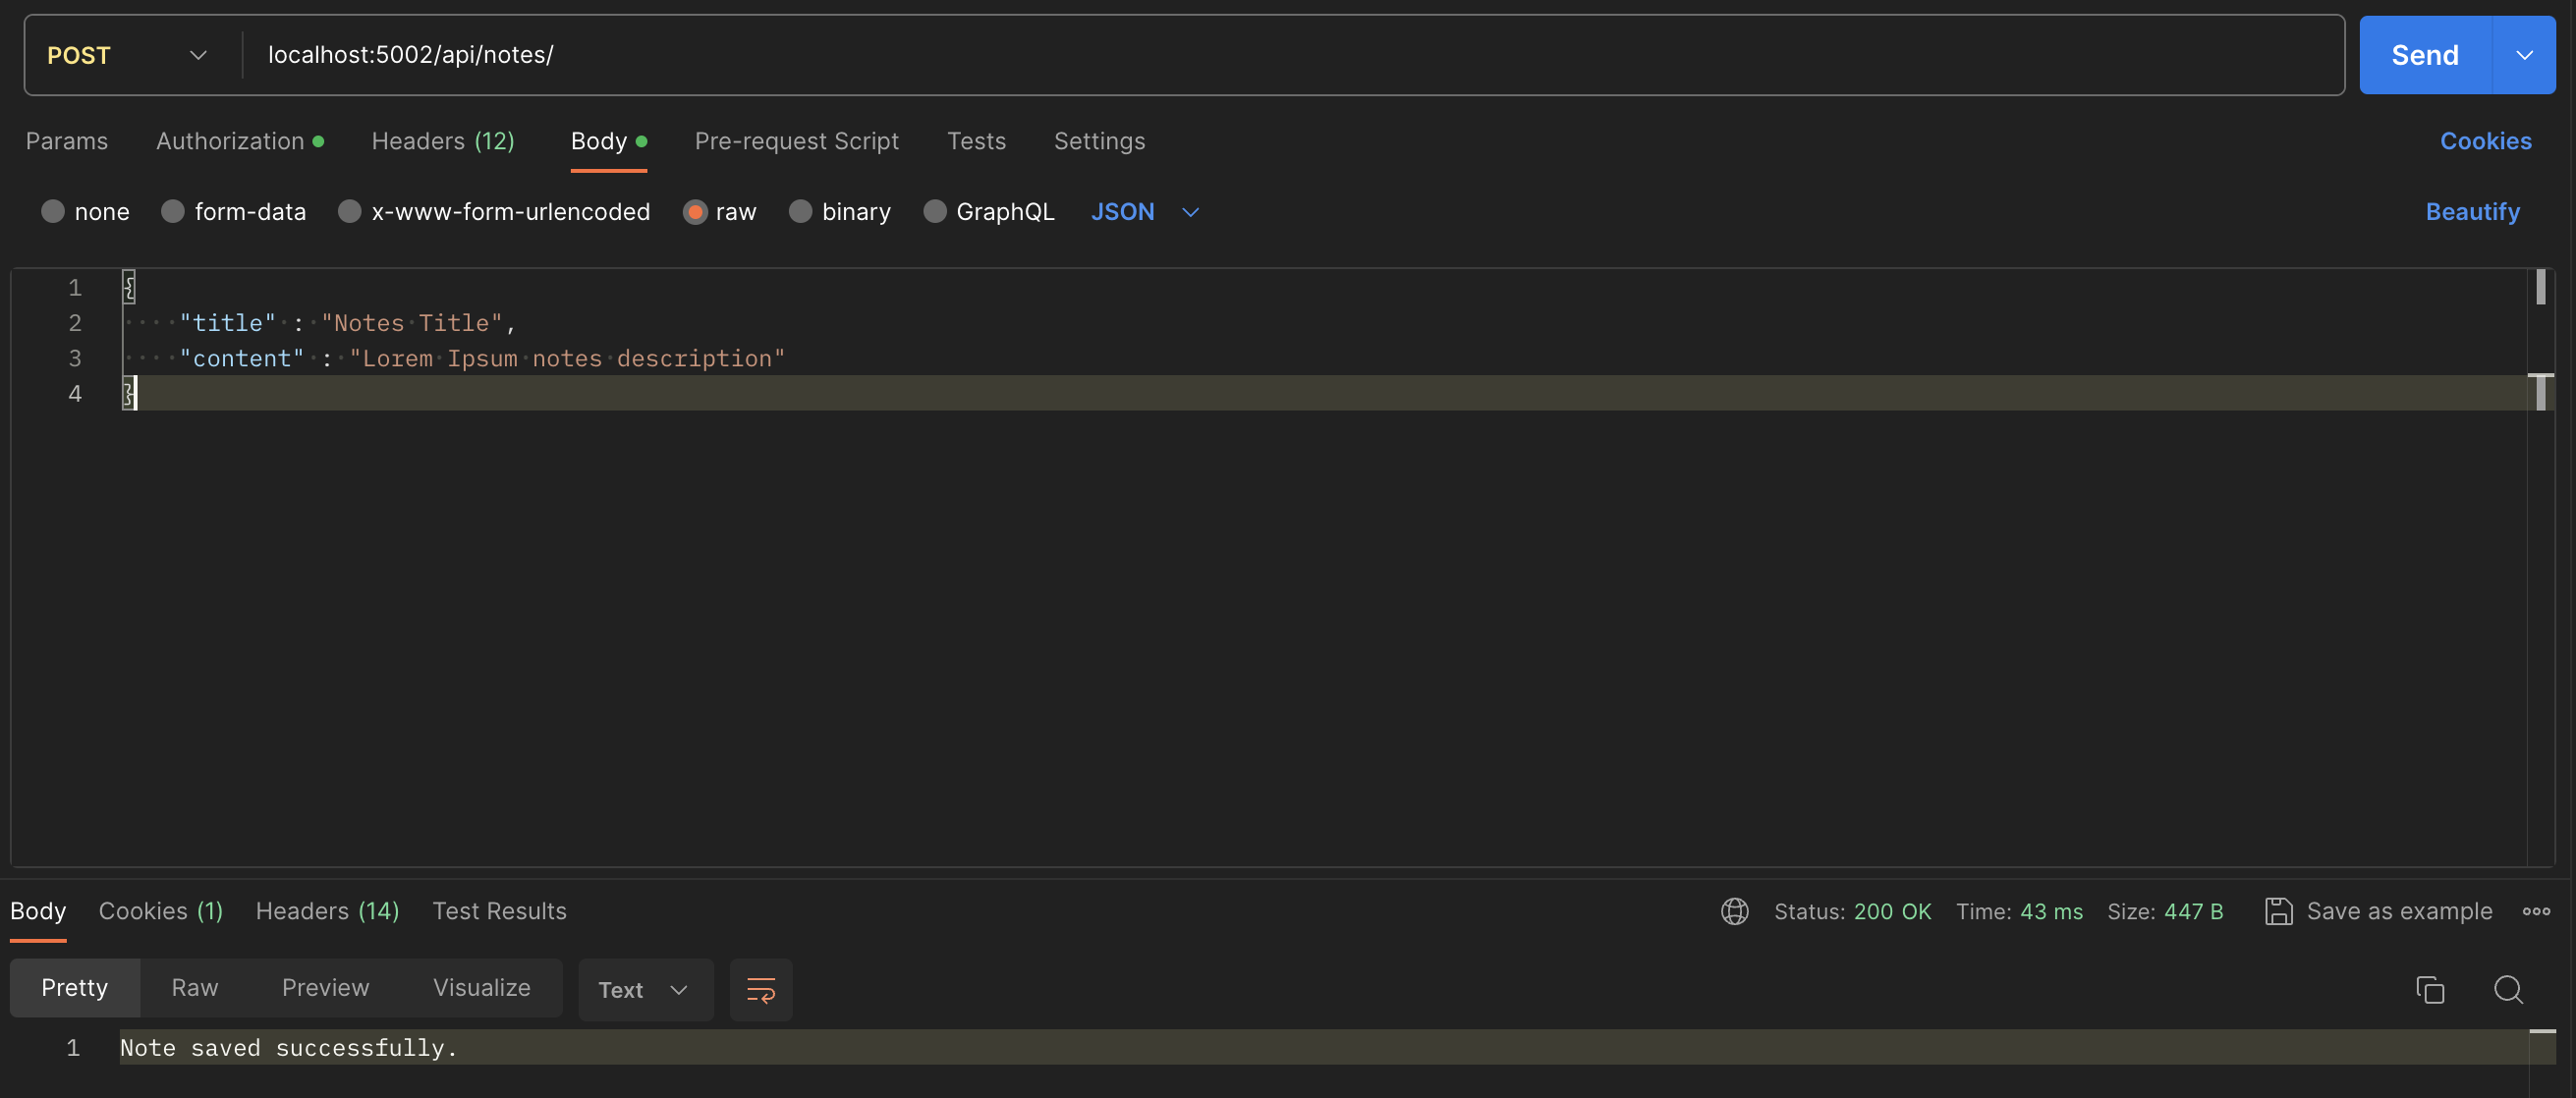 POST localhost:5002/api/notes/ Send
Params Authorization Headers (12) Body Pre-request Script Tests Settings Cookies
none form-data x-www-form-urlencoded raw binary GraphQL JSON Beautify
1 {
2 "title" : "Notes Title",
3 "content" : "Lorem Ipsum notes description"
4 }
Body Cookies (1) Headers (14) Test Results Status: 200 OK Time: 43 ms Size: 447 B Save as example
Pretty Raw Preview Visualize Text
1 Note saved successfully.